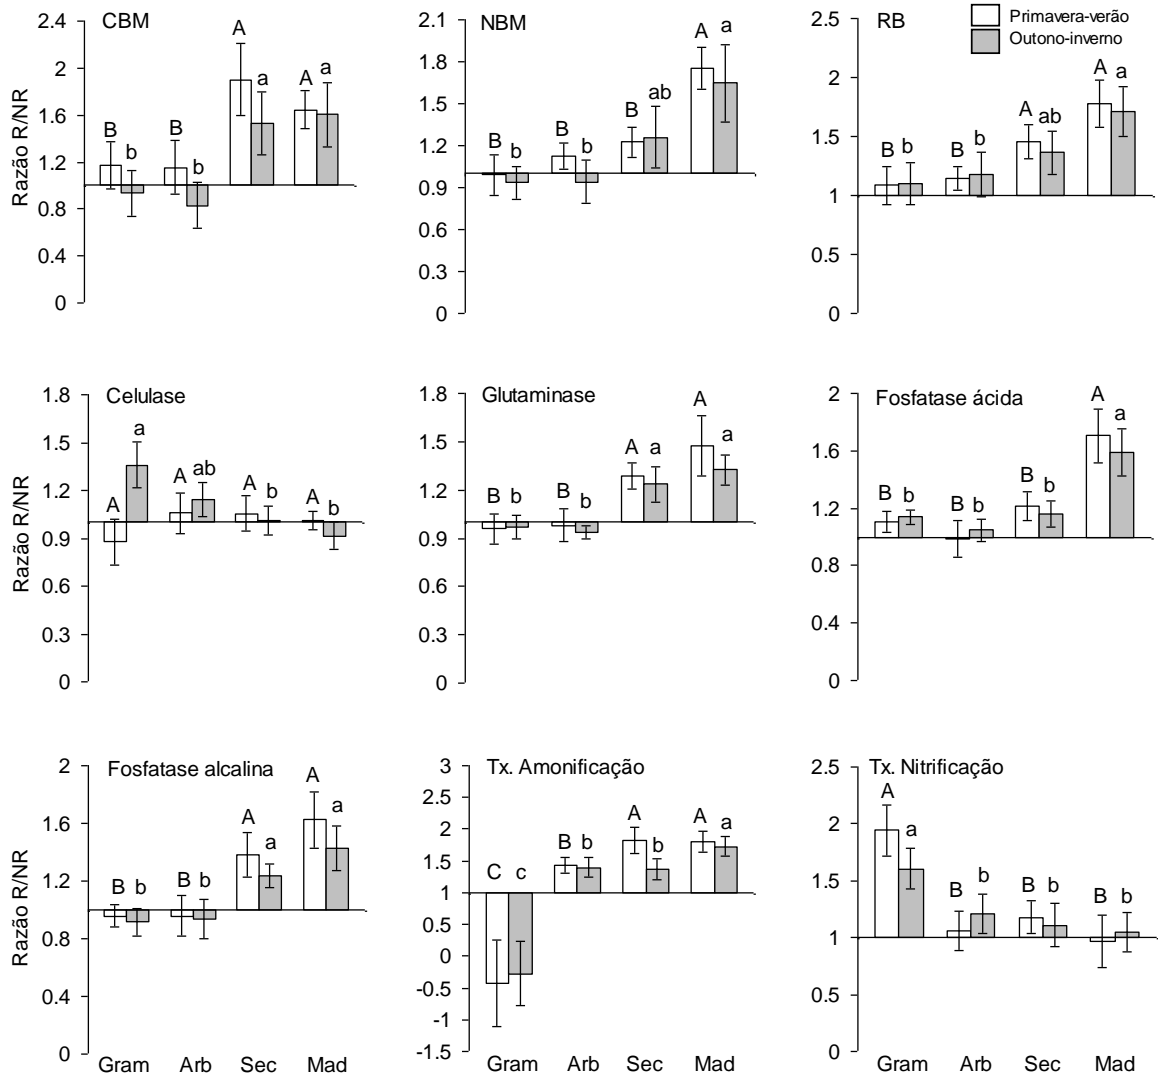 CBM
2.4
2
1.6
1.2
0.8
0.4
0
Razão R/NR
B b B b A a A a
NBM
2.1
1.8
1.5
1.2
0.9
0.6
0.3
0
B b B b B ab A a
RB
Primavera-verão
Outono-inverno
2.5
2
1.5
1
0.5
0
B b B b A ab A a
Celulase
1.8
1.5
1.2
0.9
0.6
0.3
0
Razão R/NR
A a A ab A b A b
Glutaminase
1.8
1.5
1.2
0.9
0.6
0.3
0
B b B b A a A a
Fosfatase ácida
2
1.6
1.2
0.8
0.4
0
B b B b B b A a
Fosfatase alcalina
2
1.6
1.2
0.8
0.4
0
Razão R/NR
B b B b A a A a
Gram Arb Sec Mad
Tx. Amonificação
3
2.5
2
1.5
1
0.5
0
-0.5
-1
-1.5
C c B b A b A a
Gram Arb Sec Mad
Tx. Nitrificação
2.5
2
1.5
1
0.5
0
A a B b B b B b
Gram Arb Sec Mad